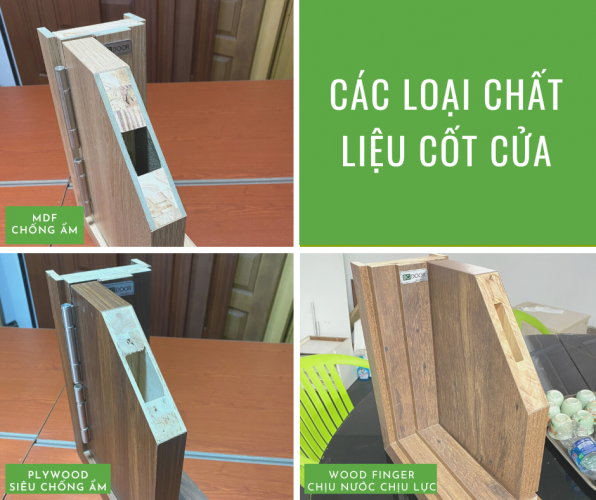 CÁC LOẠI CHẤT
LIỆU CỐT CỬA
MDF
CHỐNG ẨM
PLYWOOD
SIÊU CHỐNG ẨM
WOOD FINGER
CHỊU NƯỚC CHỊU LỰC